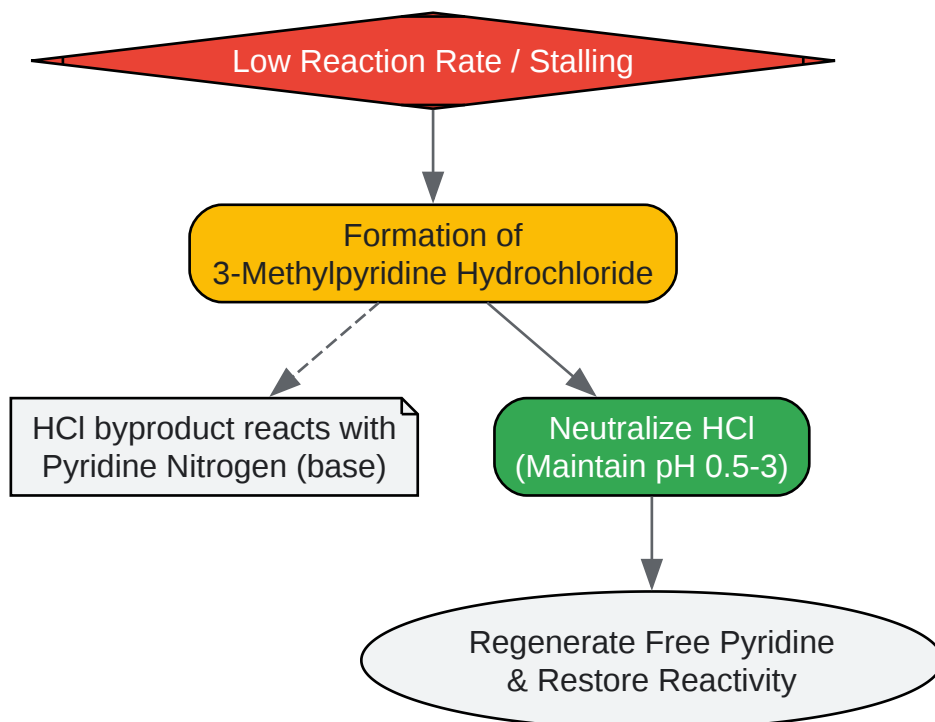 Low Reaction Rate / Stalling
Formation of
3-Methylpyridine Hydrochloride
HCl byproduct reacts with
Pyridine Nitrogen (base)
Neutralize HCl
(Maintain pH 0.5-3)
Regenerate Free Pyridine
& Restore Reactivity